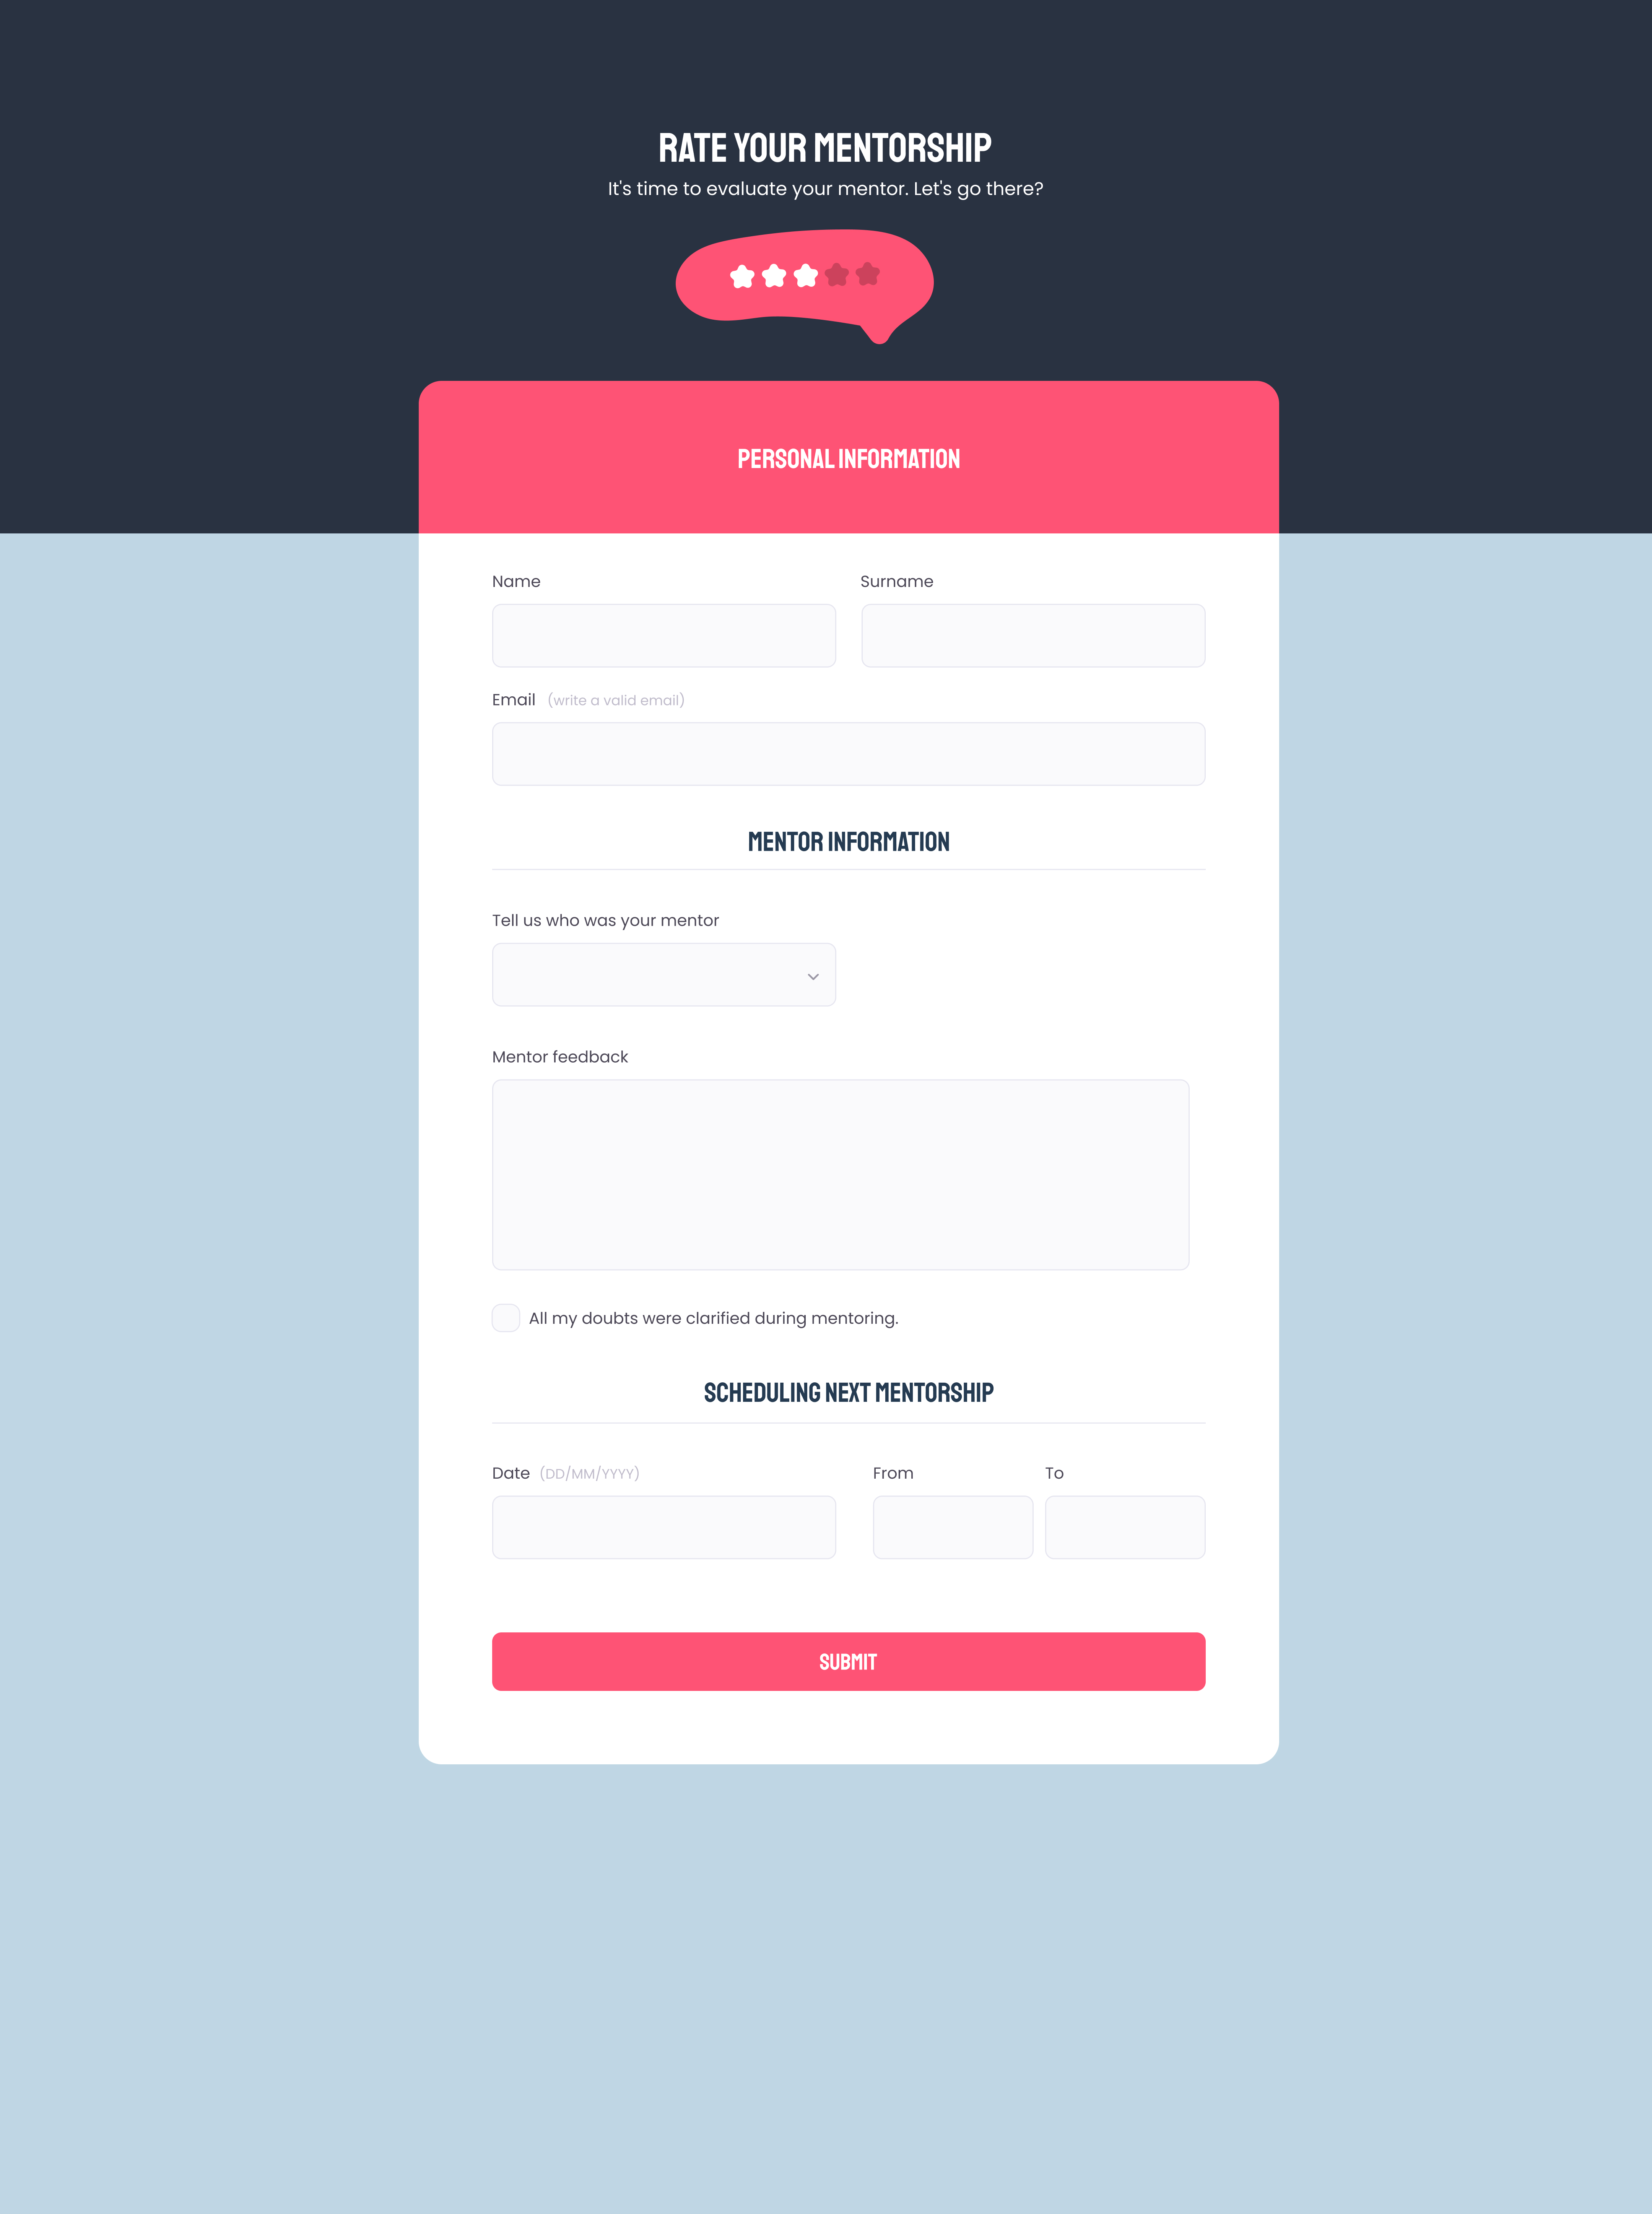 RATE YOUR MENTORSHIP
It's time to evaluate your mentor. Let's go there?
PERSONAL INFORMATION
Name
Surname
Email (write a valid email)
MENTOR INFORMATION
Tell us who was your mentor
Mentor feedback
All my doubts were clarified during mentoring.
SCHEDULING NEXT MENTORSHIP
Date (DD/MM/YYYY)
From
To
SUBMIT